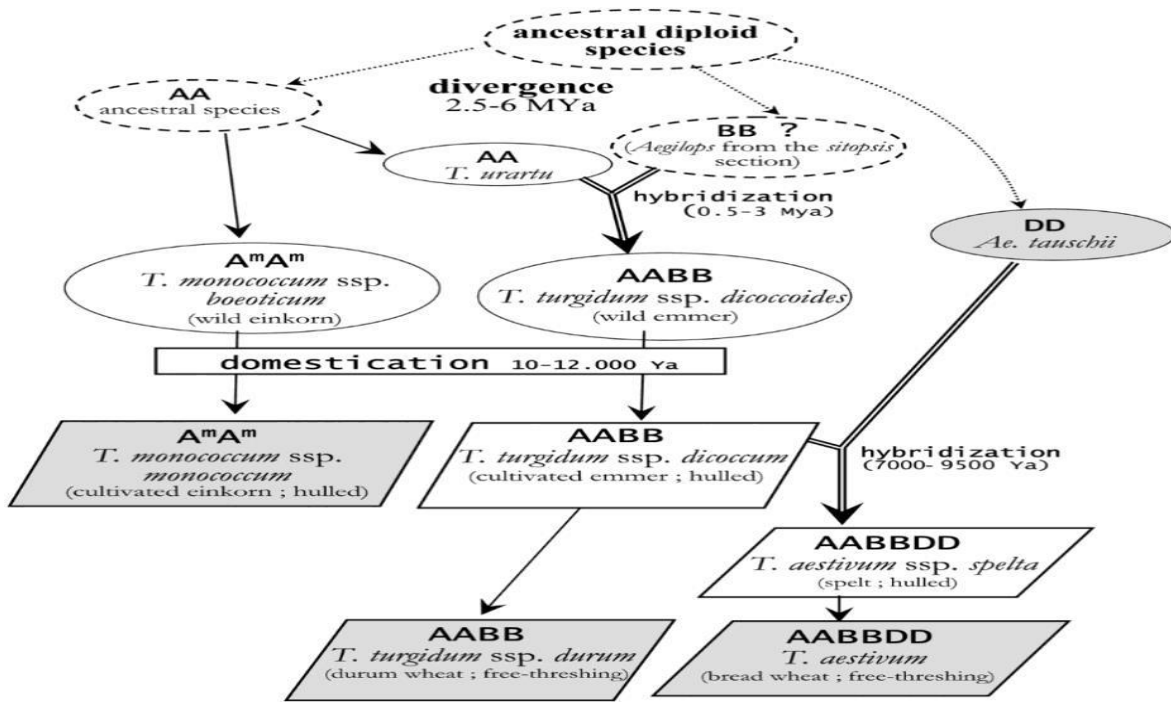 ancestral diploid
species
divergence
2.5-6 MYa
AA
ancestral species
BB ?
(Aegilops from the sitopsis
section)
AA
T. urartu
hybridization
(0.5-3 Mya)
DD
Ae. tauschii
AᵐAᵐ
T. monococcum ssp.
boeoticum
(wild einkorn)
AABB
T. turgidum ssp. dicoccoides
(wild emmer)
domestication 10-12.000 Ya
AᵐAᵐ
T. monococcum ssp.
monococcum
(cultivated einkorn ; hulled)
AABB
T. turgidum ssp. dicoccum
(cultivated emmer ; hulled)
hybridization
(7000-9500 Ya)
AABBDD
T. aestivum ssp. spelta
(spelt ; hulled)
AABB
T. turgidum ssp. durum
(durum wheat ; free-threshing)
AABBDD
T. aestivum
(bread wheat ; free-threshing)